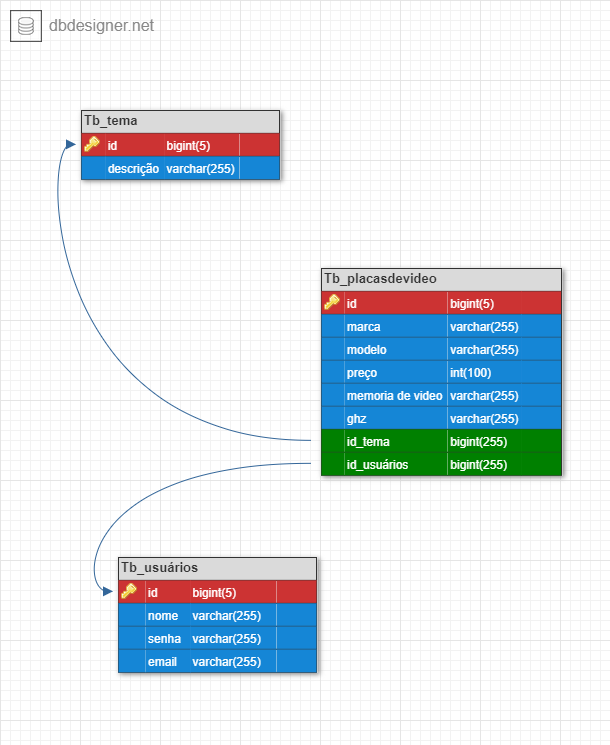 dbdesigner.net
Tb_tema
id bigint(5)
descrição varchar(255)
Tb_placasdevideo
id bigint(5)
marca varchar(255)
modelo varchar(255)
preço int(100)
memoria de video varchar(255)
ghz varchar(255)
id_tema bigint(255)
id_usuários bigint(255)
Tb_usuários
id bigint(5)
nome varchar(255)
senha varchar(255)
email varchar(255)